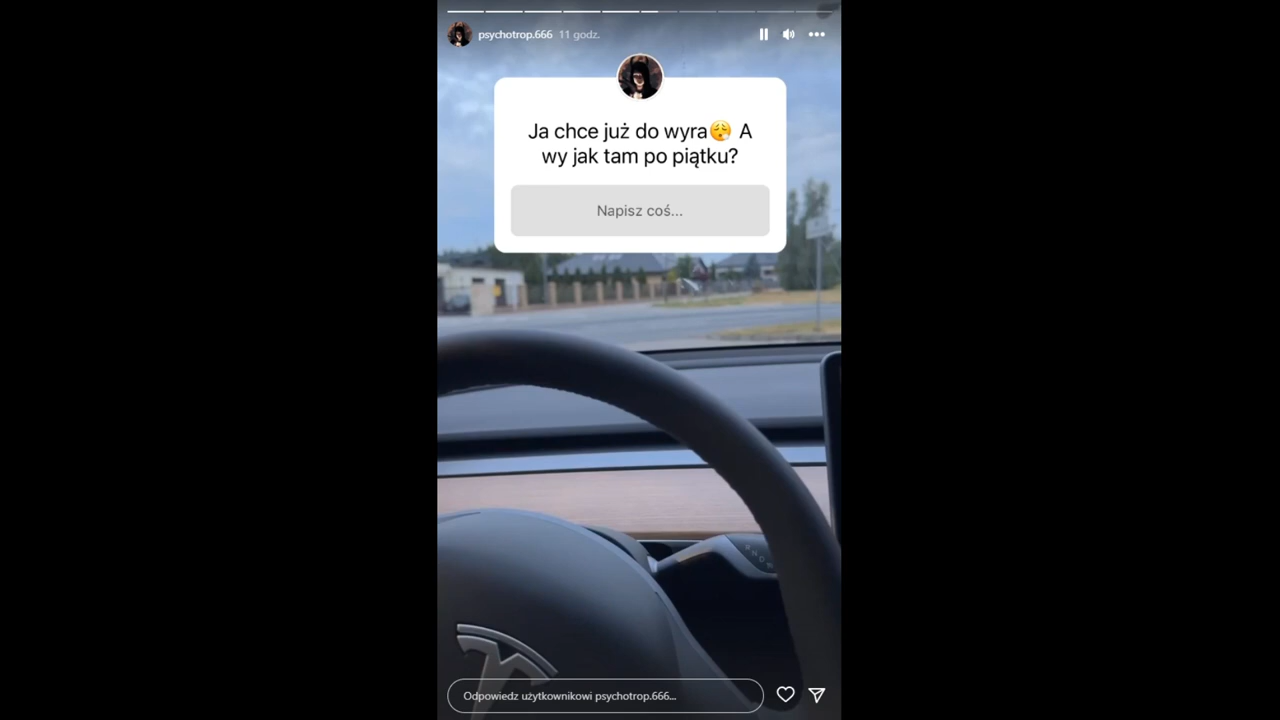 psychotrop.666 11 godz.
Ja chce już do wyra😮‍💨 A
wy jak tam po piątku?
Napisz coś...
Odpowiedz użytkownikowi psychotrop.666...